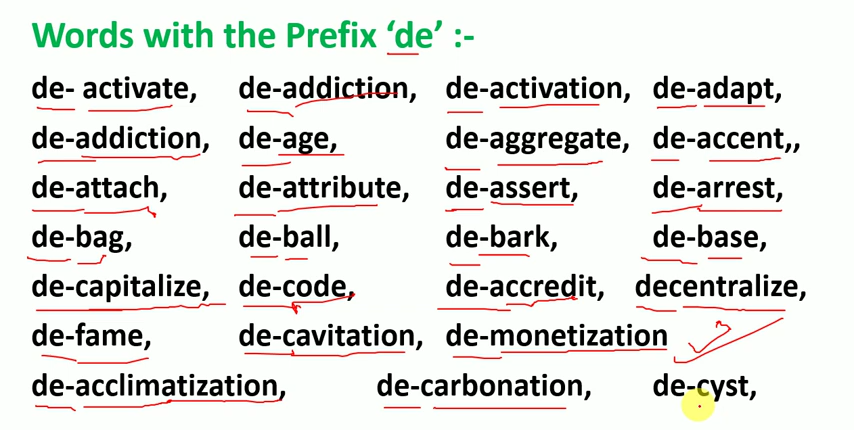 Words with the Prefix ‘de’ :-
de- activate, de-addiction, de-activation, de-adapt,
de-addiction, de-age, de-aggregate, de-accent,,
de-attach, de-attribute, de-assert, de-arrest,
de-bag, de-ball, de-bark, de-base,
de-capitalize, de-code, de-accredit, decentralize,
de-fame, de-cavitation, de-monetization
de-acclimatization, de-carbonation, de-cyst,